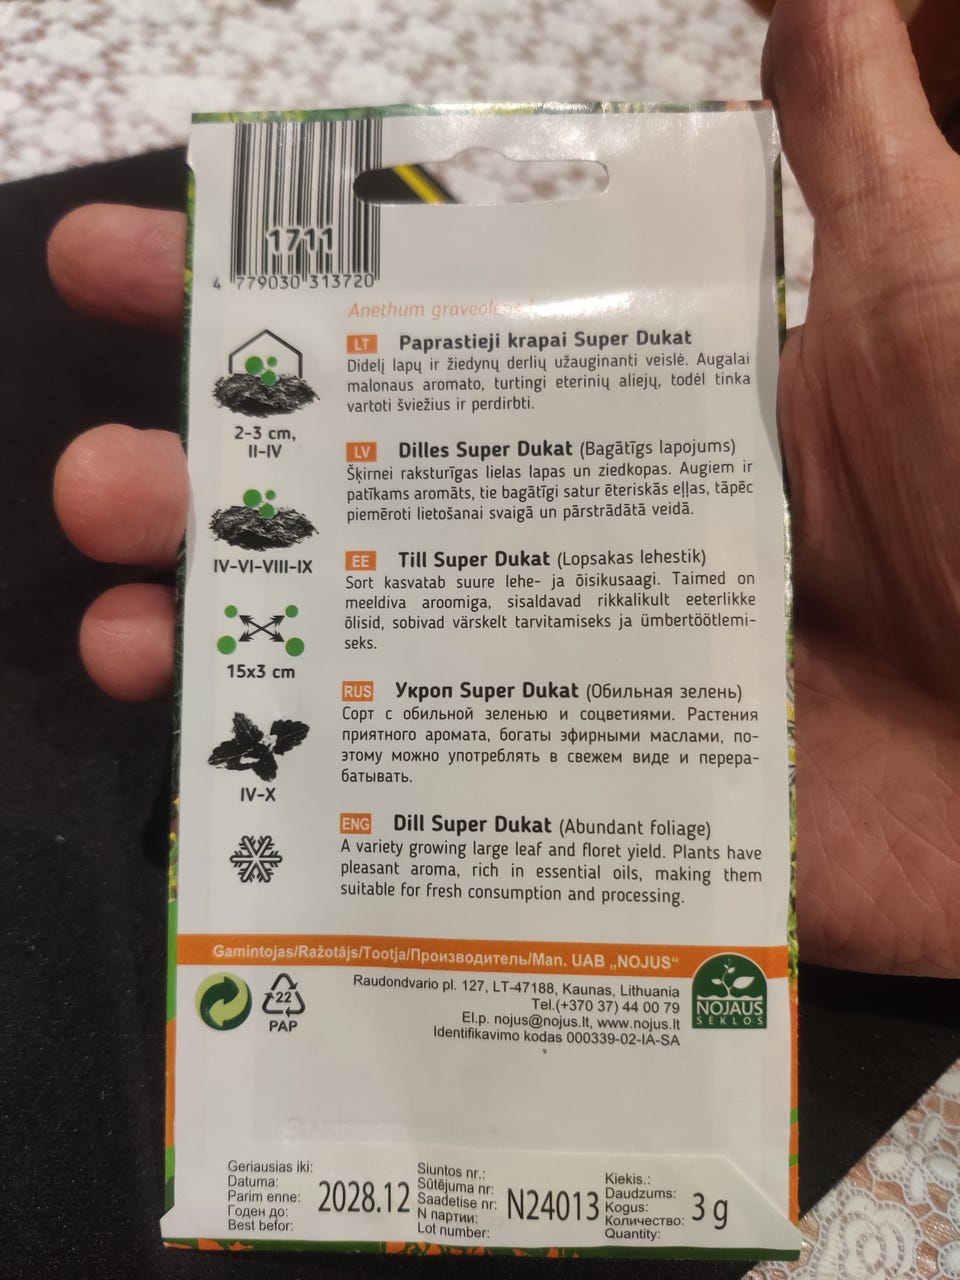 1711
4 779030 313720
Anethum graveolens
LT Paprastieji krapai Super Dukat
Didelį lapų ir žiedynų derlių užauginanti veislė. Augalai
malonaus aromato, turtingi eterinių aliejų, todėl tinka
vartoti šviežius ir perdirbti.
2-3 cm,
II-IV
LV Dilles Super Dukat (Bagātīgs lapojums)
Šķirnei raksturīgas lielas lapas un ziedkopas. Augiem ir
patīkams aromāts, tie bagātīgi satur ēteriskās eļļas, tāpēc
piemēroti lietošanai svaigā un pārstrādātā veidā.
IV-VI-VIII-IX
EE Till Super Dukat (Lopsakas lehestik)
Sort kasvatab suure lehe- ja õisikusaagi. Taimed on
meeldiva aroomiga, sisaldavad rikkalikult eeterlikke
õlisid, sobivad värskelt tarvitamiseks ja ümbertöötlemi-
seks.
15x3 cm
RUS Укроп Super Dukat (Обильная зелень)
Сорт с обильной зеленью и соцветиями. Растения
приятного аромата, богаты эфирными маслами, по-
этому можно употреблять в свежем виде и перера-
батывать.
IV-X
ENG Dill Super Dukat (Abundant foliage)
A variety growing large leaf and floret yield. Plants have
pleasant aroma, rich in essential oils, making them
suitable for fresh consumption and processing.
Gamintojas/Ražotājs/Tootja/Производитель/Man. UAB „NOJUS“
22
PAP
Raudondvario pl. 127, LT-47188, Kaunas, Lithuania
Tel.(+370 37) 44 00 79
El.p. nojus@nojus.lt, www.nojus.lt
Identifikavimo kodas 000339-02-IA-SA
NOJAUS
SĖKLOS
Geriausias iki:
Datuma:
Parim enne:
Годен до:
Best befor:
2028.12
Siuntos nr.:
Sūtējuma nr:
Saadetise nr:
N партии:
Lot number:
N24013
Kiekis.:
Daudzums:
Kogus:
Количество:
Quantity:
3 g